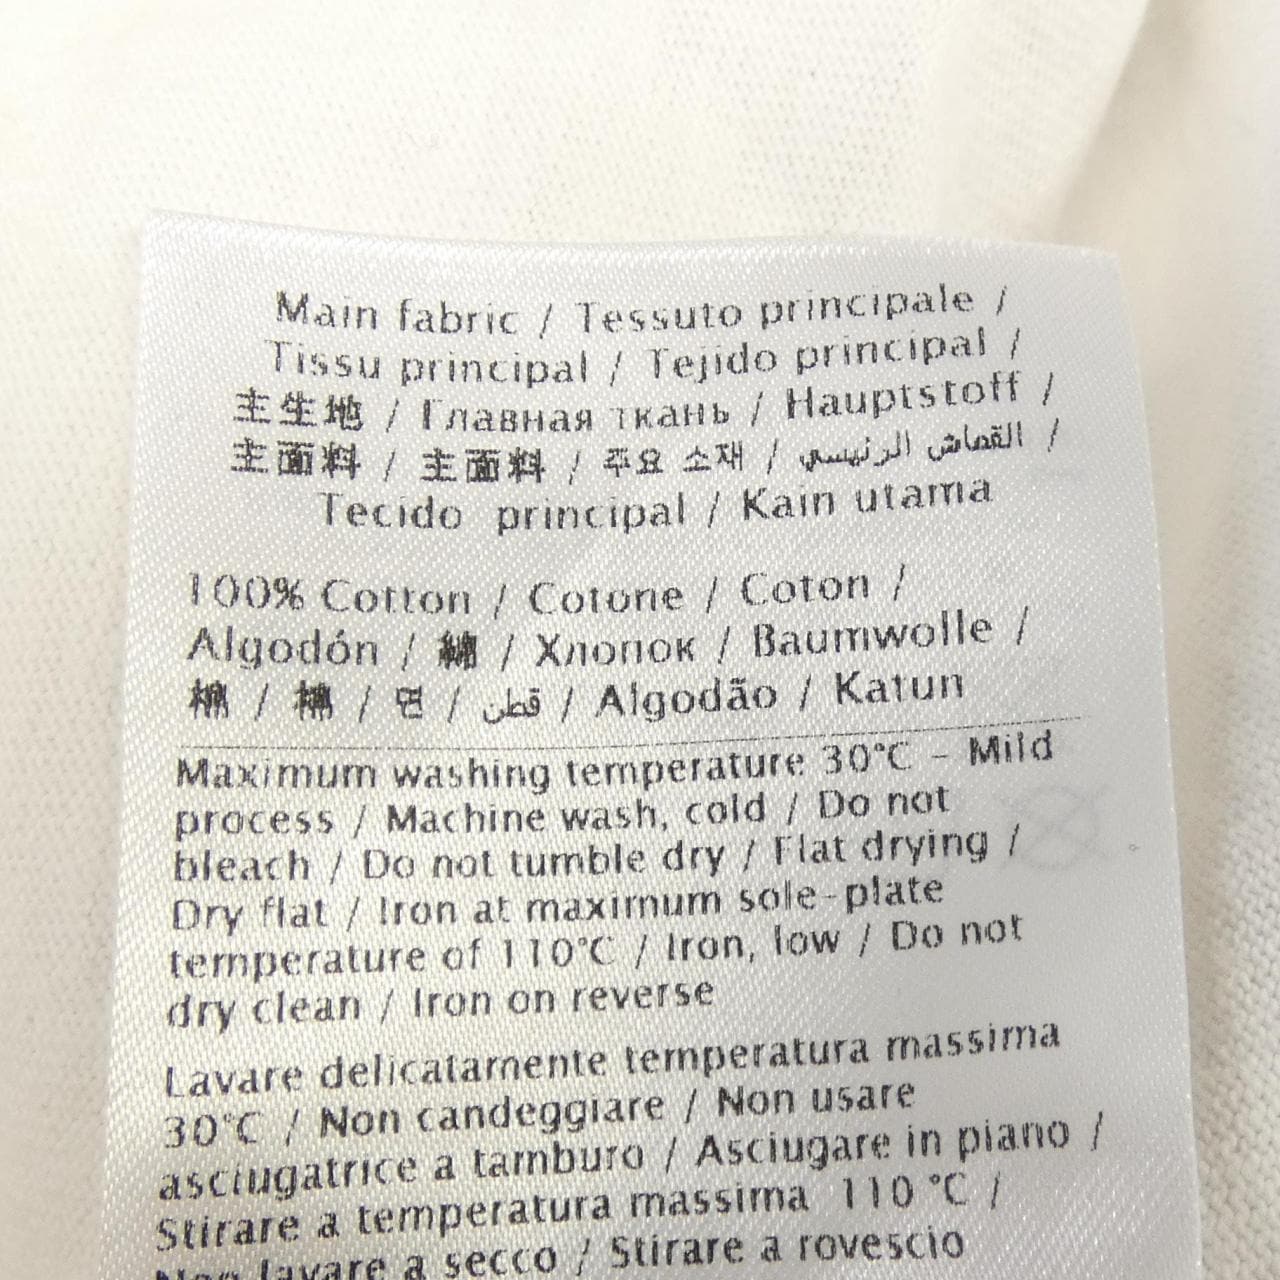 Main fabric / Tessuto principale /
Tissu principal / Tejido principal /
主生地 / Главная ткань / Hauptstoff /
主面料 / 主面料 / 주요 소재 / القماش الرئيسي /
Tecido principal / Kain utama
100% Cotton / Cotone / Coton /
Algodón / 綿 / Хлопок / Baumwolle /
棉 / 棉 / 면 / قطن / Algodão / Katun
Maximum washing temperature 30°C - Mild
process / Machine wash, cold / Do not
bleach / Do not tumble dry / Flat drying /
Dry flat / Iron at maximum sole-plate
temperature of 110°C / Iron, low / Do not
dry clean / Iron on reverse
Lavare delicatamente temperatura massima
30°C / Non candeggiare / Non usare
asciugatrice a tamburo / Asciugare in piano /
Stirare a temperatura massima 110 °C /
Non lavare a secco / Stirare a rovescio